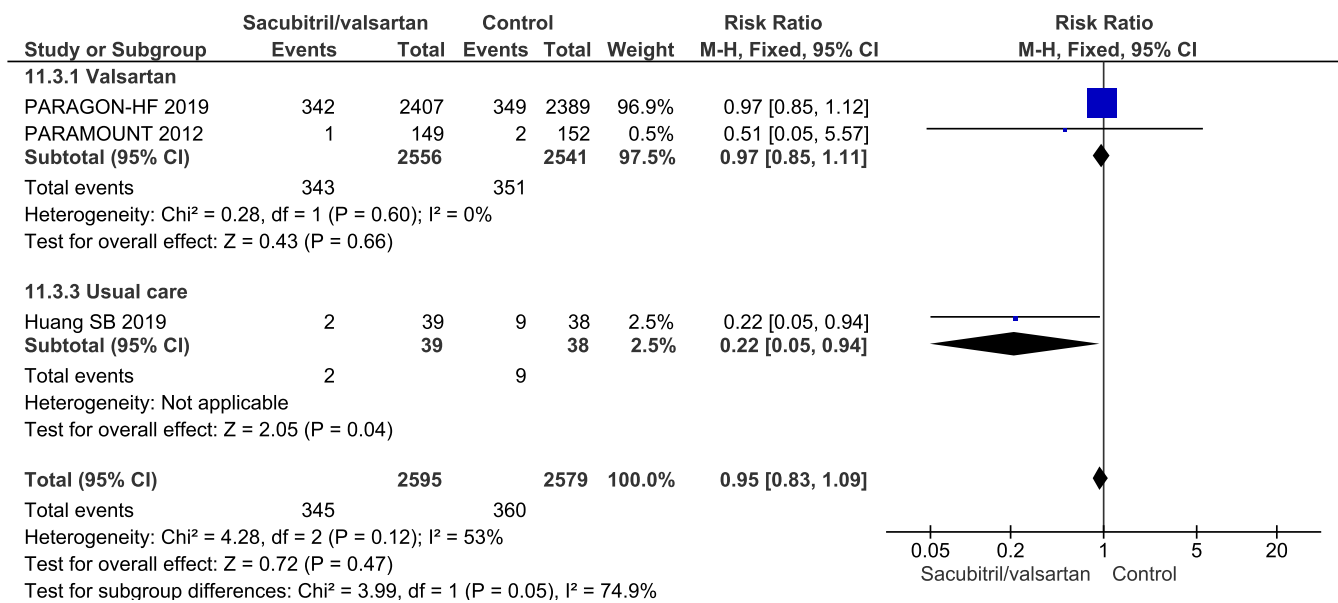 Sacubitril/valsartan Control Risk Ratio Risk Ratio
Study or Subgroup Events Total Events Total Weight M-H, Fixed, 95% CI M-H, Fixed, 95% CI
11.3.1 Valsartan
PARAGON-HF 2019 342 2407 349 2389 96.9% 0.97 [0.85, 1.12]
PARAMOUNT 2012 1 149 2 152 0.5% 0.51 [0.05, 5.57]
Subtotal (95% CI) 2556 2541 97.5% 0.97 [0.85, 1.11]
Total events 343 351
Heterogeneity: Chi² = 0.28, df = 1 (P = 0.60); I² = 0%
Test for overall effect: Z = 0.43 (P = 0.66)
11.3.3 Usual care
Huang SB 2019 2 39 9 38 2.5% 0.22 [0.05, 0.94]
Subtotal (95% CI) 39 38 2.5% 0.22 [0.05, 0.94]
Total events 2 9
Heterogeneity: Not applicable
Test for overall effect: Z = 2.05 (P = 0.04)
Total (95% CI) 2595 2579 100.0% 0.95 [0.83, 1.09]
Total events 345 360
Heterogeneity: Chi² = 4.28, df = 2 (P = 0.12); I² = 53%
Test for overall effect: Z = 0.72 (P = 0.47)
Test for subgroup differences: Chi² = 3.99, df = 1 (P = 0.05), I² = 74.9%
0.05 0.2 1 5 20
Sacubitril/valsartan Control